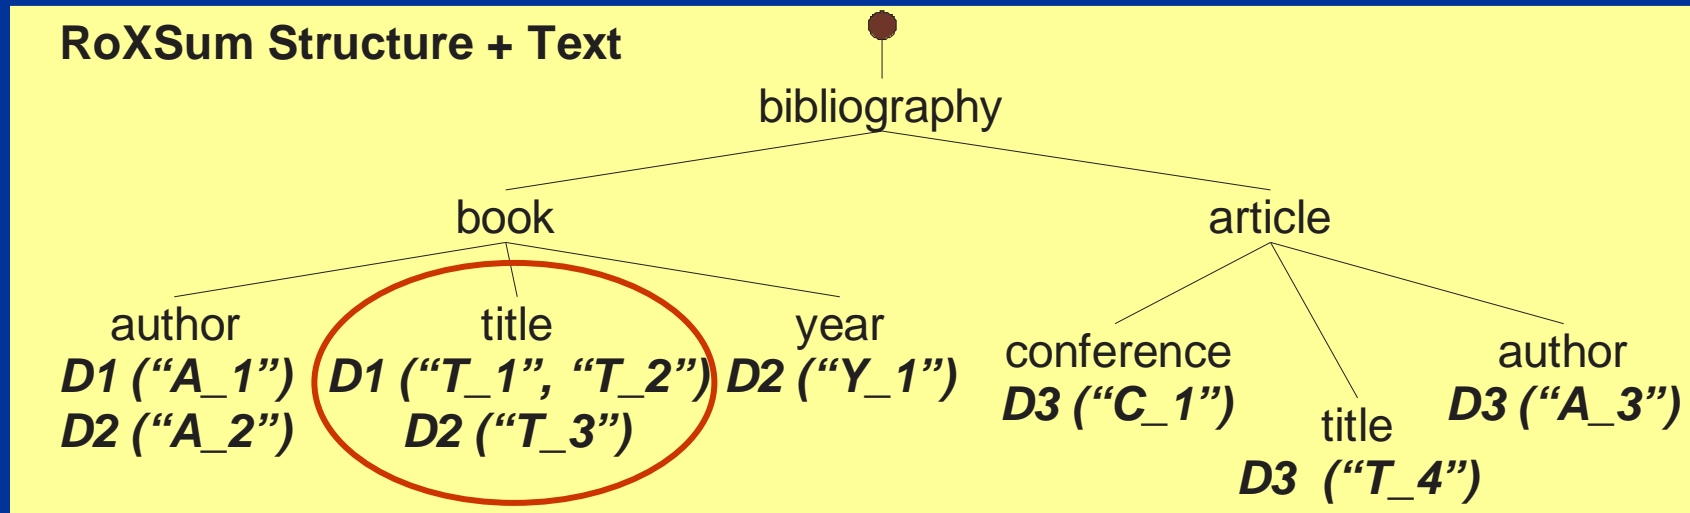 RoXSum Structure + Text
bibliography
book
article
author
D1 (“A_1”)
D2 (“A_2”)
title
D1 (“T_1”, “T_2”)
D2 (“T_3”)
year
D2 (“Y_1”)
conference
D3 (“C_1”)
title
D3 (“T_4”)
author
D3 (“A_3”)